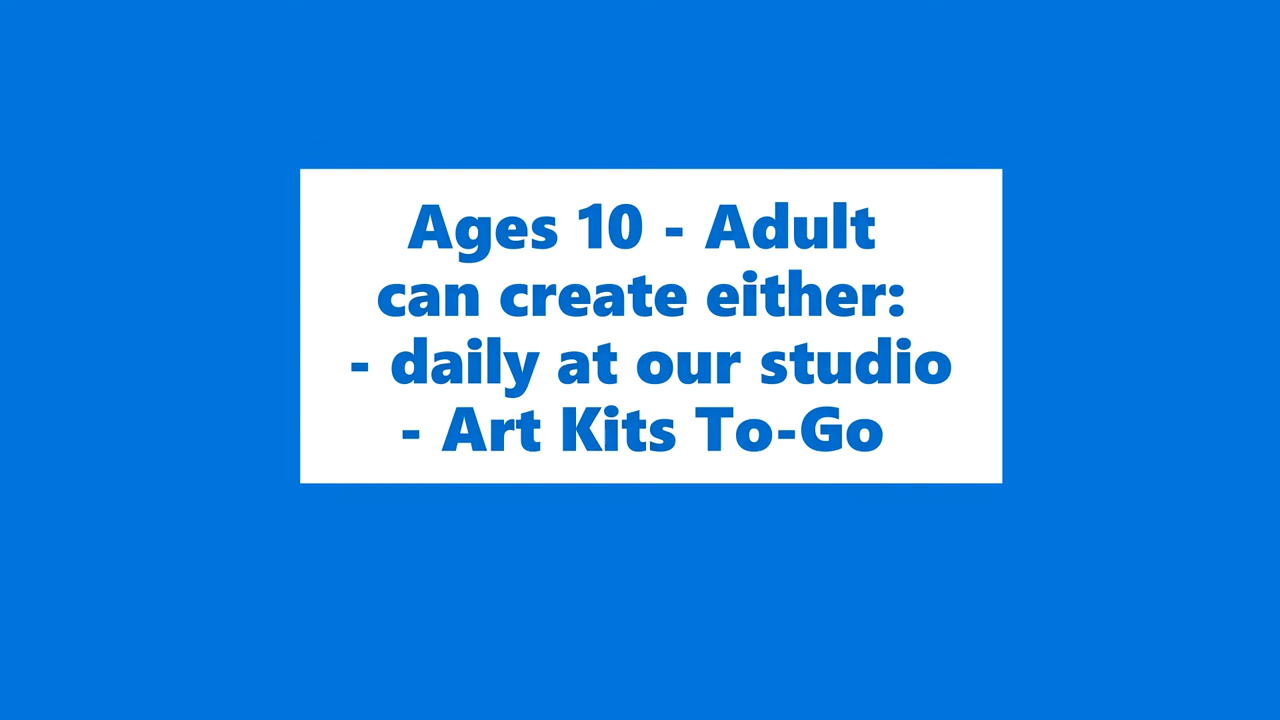 Ages 10 - Adult
can create either:
- daily at our studio
- Art Kits To-Go